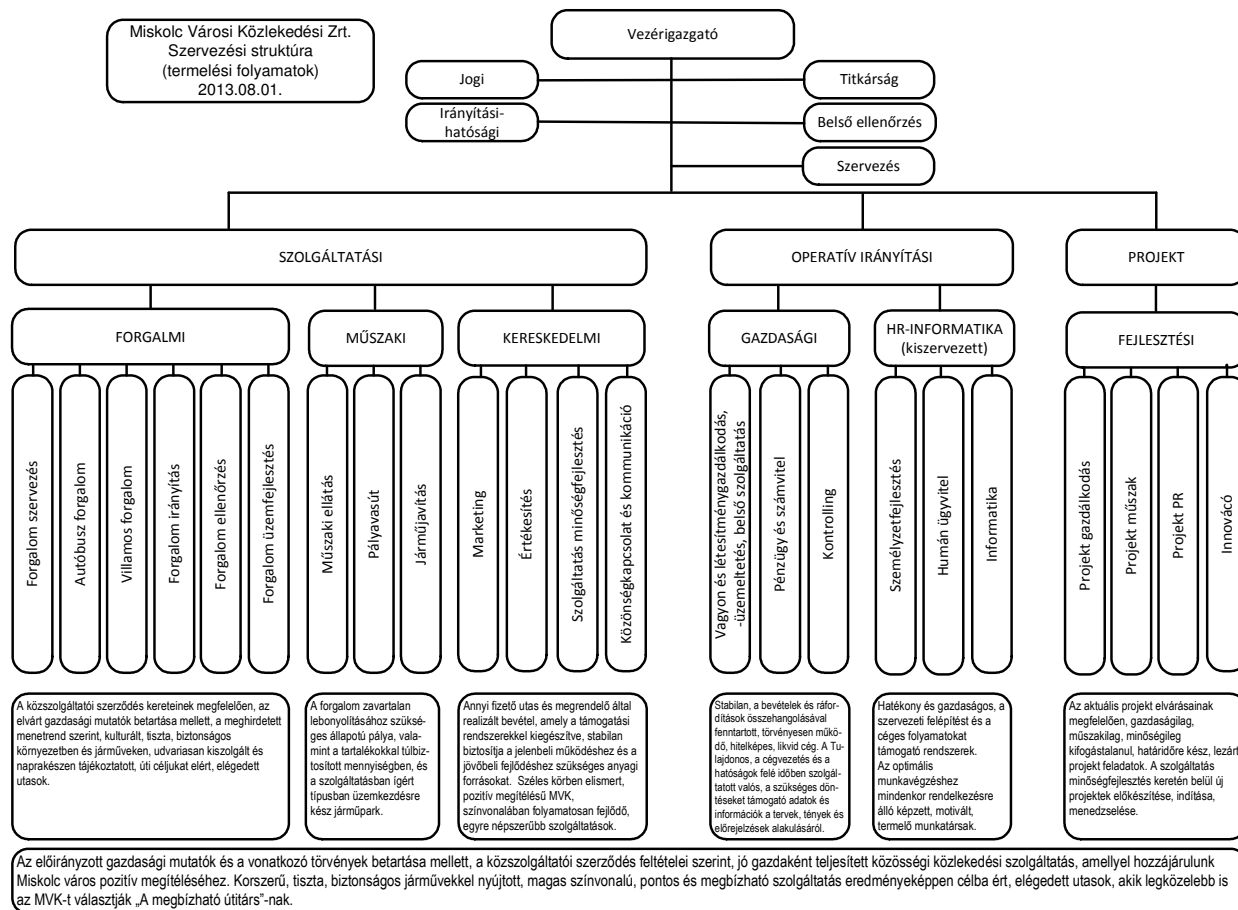 Miskolc Városi Közlekedési Zrt.
Szervezési struktúra
(termelési folyamatok)
2013.08.01.
Vezérigazgató
Jogi
Titkárság
Irányítási-
hatósági
Belső ellenőrzés
Szervezés
SZOLGÁLTATÁSI
OPERATÍV IRÁNYÍTÁSI
PROJEKT
FORGALMI
MŰSZAKI
KERESKEDELMI
GAZDASÁGI
HR-INFORMATIKA
(kiszervezett)
FEJLESZTÉSI
Forgalom szervezés
Autóbusz forgalom
Villamos forgalom
Forgalom irányítás
Forgalom ellenőrzés
Forgalom üzemfejlesztés
Műszaki ellátás
Pályavasút
Járműjavítás
Marketing
Értékesítés
Szolgáltatás minőségfejlesztés
Közönségkapcsolat és kommunikáció
Vagyon és létesítménygazdálkodás,
-üzemeltetés, belső szolgáltatás
Pénzügy és számvitel
Kontrolling
Személyzetfejlesztés
Humán ügyvitel
Informatika
Projekt gazdálkodás
Projekt műszak
Projekt PR
Innovácó
A közszolgáltatói szerződés kereteinek megfelelően, az
elvárt gazdasági mutatók betartása mellett, a meghirdetett
menetrend szerint, kulturált, tiszta, biztonságos
környezetben és járműveken, udvariasan kiszolgált és
naprakészen tájékoztatott, úti céljukat elért, elégedett
utasok.
A forgalom zavartalan
lebonyolításához szüksé-
ges állapotú pálya, vala-
mint a tartalékokkal túlbiz-
tosított mennyiségben, és
a szolgáltatásban ígért
típusban üzemkezdésre
kész járműpark.
Annyi fizető utas és megrendelő által
realizált bevétel, amely a támogatási
rendszerekkel kiegészítve, stabilan
biztosítja a jelenbeli működéshez és a
jövőbeli fejlődéshez szükséges anyagi
forrásokat.  Széles körben elismert,
pozitív megítélésű MVK,
színvonalában folyamatosan fejlődő,
egyre népszerűbb szolgáltatások.
Stabilan, a bevételek és ráfor-
dítások összehangolásával
fenntartott, törvényesenműkö-
dő, hitelképes, likvid cég. A Tu-
lajdonos, a cégvezetés és a
hatóságok felé időben szolgál-
tatott valós, a szükséges dön-
téseket támogató adatok és
információk a tervek, tények és
előrejelzések alakulásáról.
Hatékony és gazdaságos, a
szervezeti felépítést és a
céges folyamatokat
támogató rendszerek.
Az optimális
munkavégzéshez
mindenkor rendelkezésre
álló képzett, motivált,
termelő munkatársak.
Az aktuális projekt elvárásainak
megfelelően, gazdaságilag,
műszakilag, minőségileg
kifogástalanul, határidőre kész, lezárt
projekt feladatok. A szolgáltatás
minőségfejlesztés keretén belül új
projektek előkészítése, indítása,
menedzselése.
Az előirányzott gazdasági mutatók és a vonatkozó törvények betartása mellett, a közszolgáltatói szerződés feltételei szerint, jó gazdaként teljesített közösségi közlekedési szolgáltatás, amellyel hozzájárulunk
Miskolc város pozitív megítéléséhez. Korszerű, tiszta, biztonságos járművekkel nyújtott, magas színvonalú, pontos és megbízható szolgáltatás eredményeképpen célba ért, elégedett utasok, akik legközelebb is
az MVK-t választják „A megbízható útitárs"-nak.